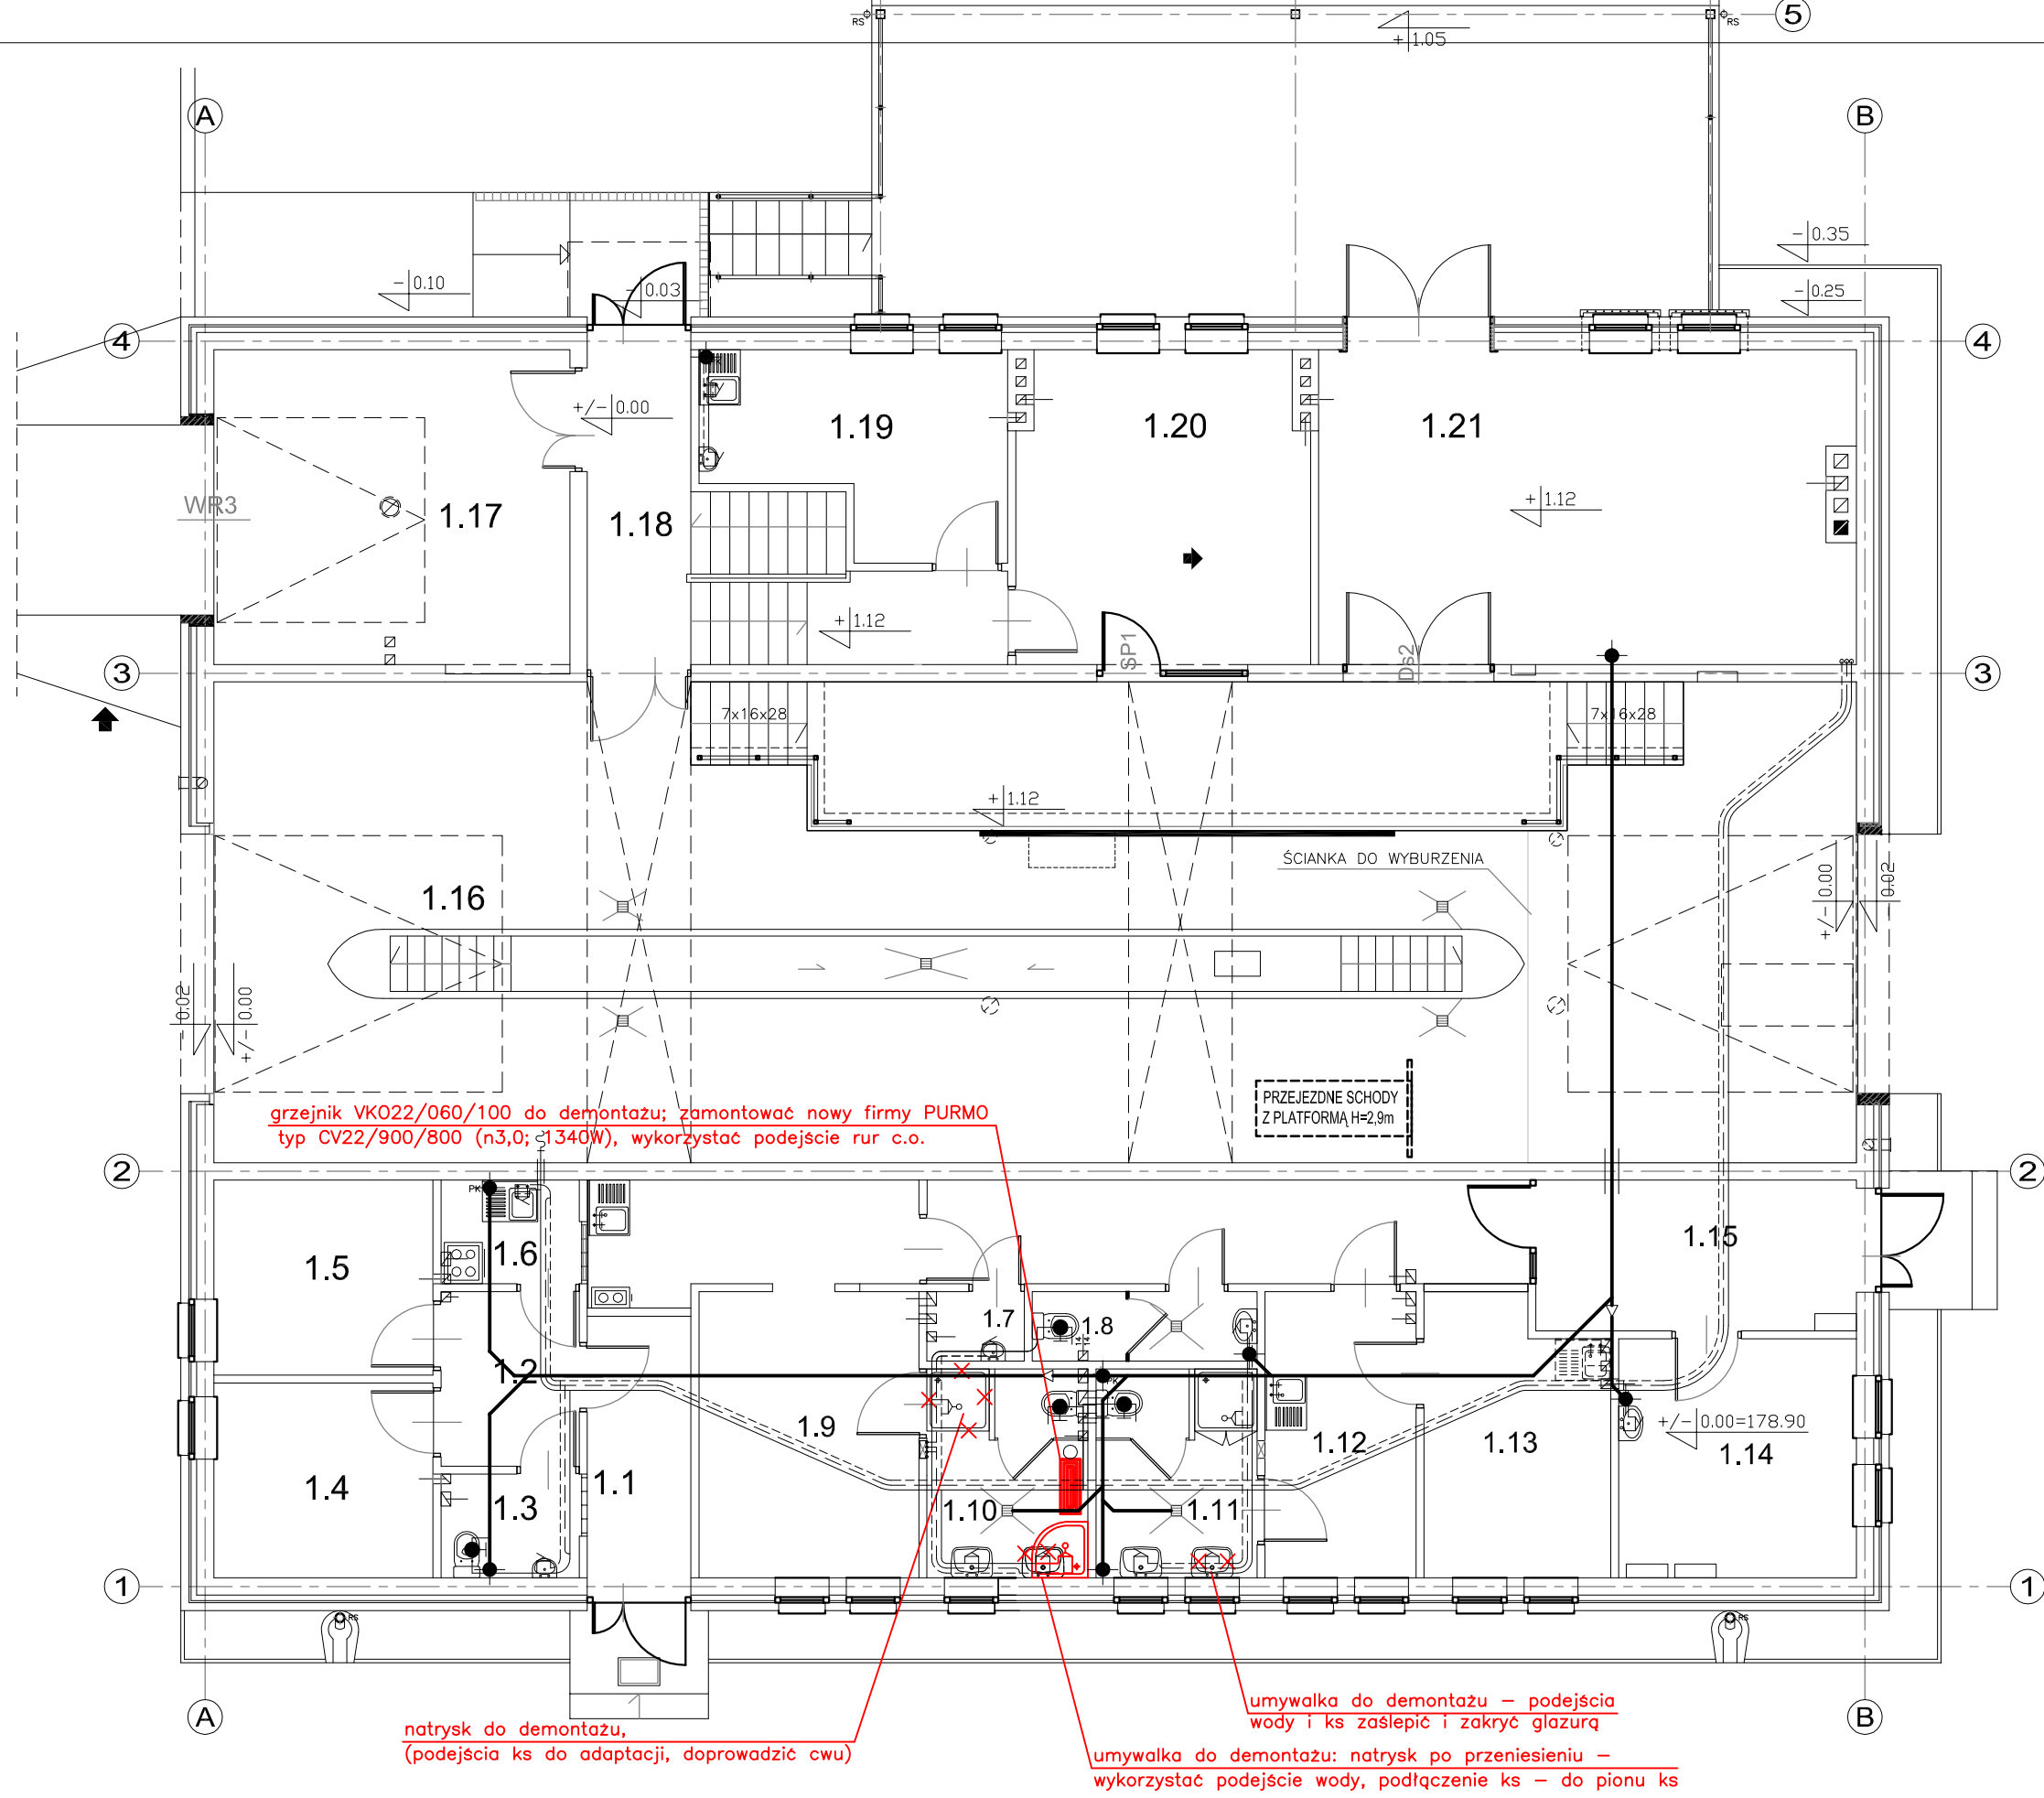 RS
RS
5
+ 1.05
A
B
- 0.35
- 0.10
- 0.03
- 0.25
4
4
+/- 0.00
1.19
1.20
1.21
WR3
1.17
1.18
+ 1.12
+ 1.12
SP1
Ds2
3
3
7x16x28
7x16x28
+ 1.12
ŚCIANKA DO WYBURZENIA
1.16
+/- 0.00
- 0.02
- 0.02
+/- 0.00
PRZEJEZDNE SCHODY
Z PLATFORMĄ H=2,9m
grzejnik VKO22/060/100 do demontażu; zamontować nowy firmy PURMO
typ CV22/900/800 (n3,0; 1340W), wykorzystać podejście rur c.o.
2
2
PK
1.5
1.6
1.15
1.7
1.8
1.2
PK
1.9
1.12
1.13
+/- 0.00=178.90
1.14
1.4
1.3
1.1
1.10
1.11
1
1
RS
RS
A
B
natrysk do demontażu,
(podejścia ks do adaptacji, doprowadzić cwu)
umywalka do demontażu – podejścia
wody i ks zaślepić i zakryć glazurą
umywalka do demontażu: natrysk po przeniesieniu –
wykorzystać podejście wody, podłączenie ks – do pionu ks